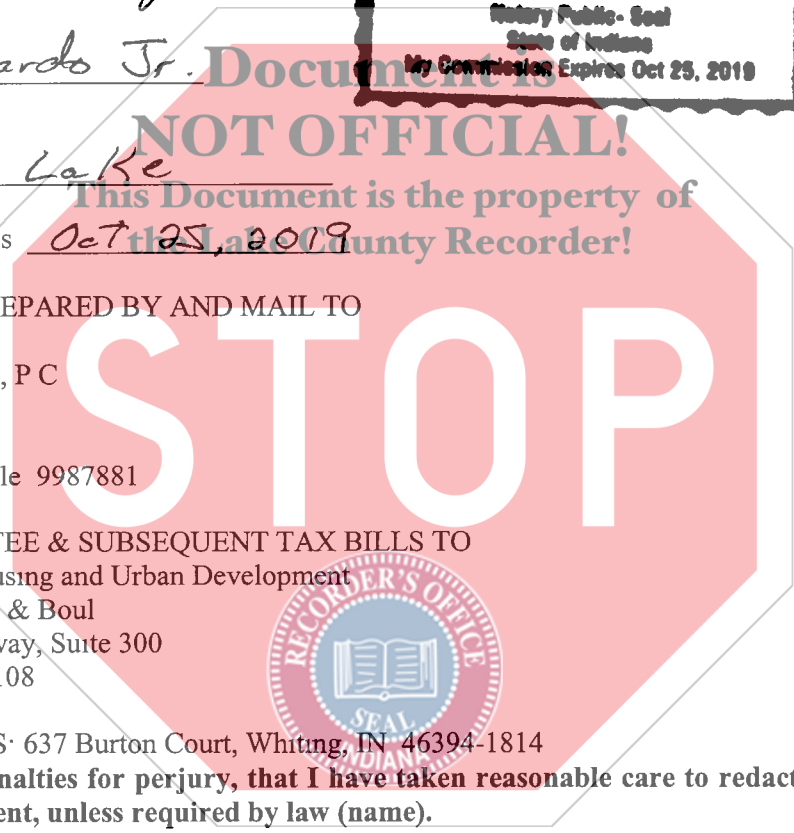 Notary Public- Seal
State of Indiana
My Commission Expires Oct 25, 2019
ardo Jr.
Document is
NOT OFFICIAL!
Lake
This Document is the property of
the Lake County Recorder!
s Oct 25, 2019
EPARED BY AND MAIL TO
, P C
STOP
le 9987881
TEE & SUBSEQUENT TAX BILLS TO
using and Urban Development
& Boul
way, Suite 300
108
RECORDER'S OFFICE
SEAL
INDIANA
S· 637 Burton Court, Whiting, IN 46394-1814
nalties for perjury, that I have taken reasonable care to redact
ent, unless required by law (name).